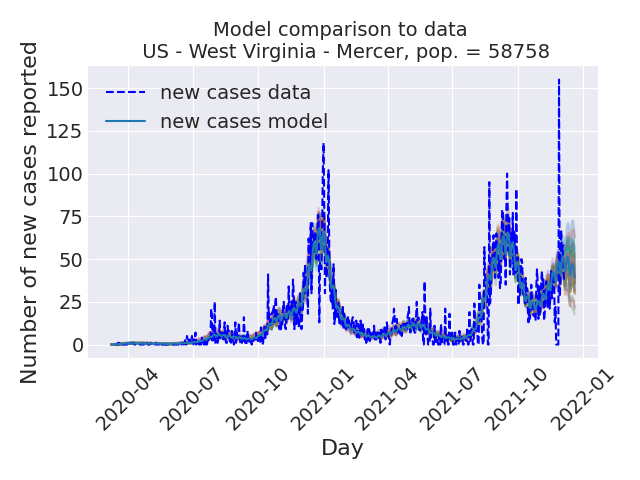 Model comparison to data
US - West Virginia - Mercer, pop. = 58758
Number of new cases reported
150
125
100
75
50
25
0
new cases data
new cases model
2020-04
2020-07
2020-10
2021-01
2021-04
2021-07
2021-10
2022-01
Day